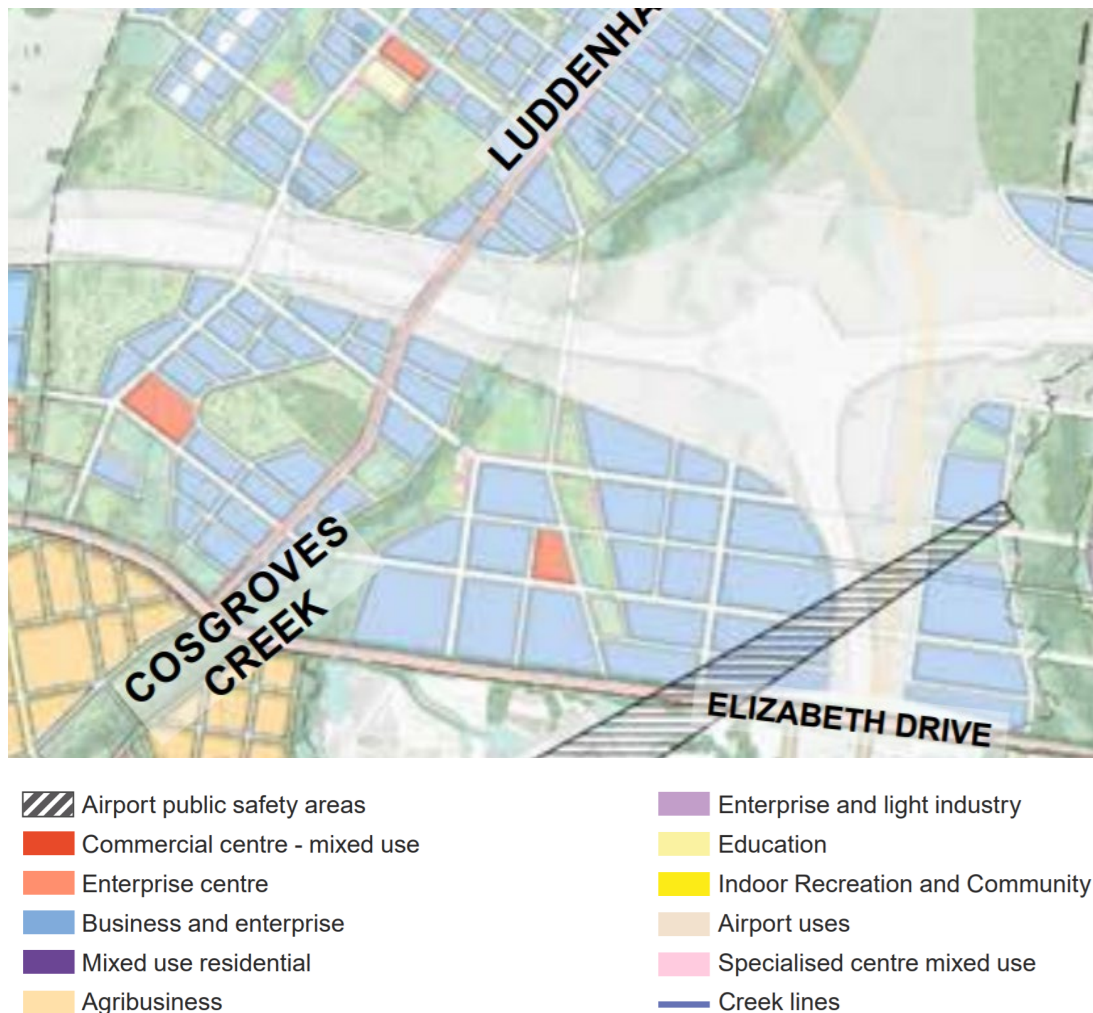 LUDDENHA
COSGROVES
CREEK
ELIZABETH DRIVE
Airport public safety areas
Commercial centre - mixed use
Enterprise centre
Business and enterprise
Mixed use residential
Agribusiness
Enterprise and light industry
Education
Indoor Recreation and Community
Airport uses
Specialised centre mixed use
Creek lines